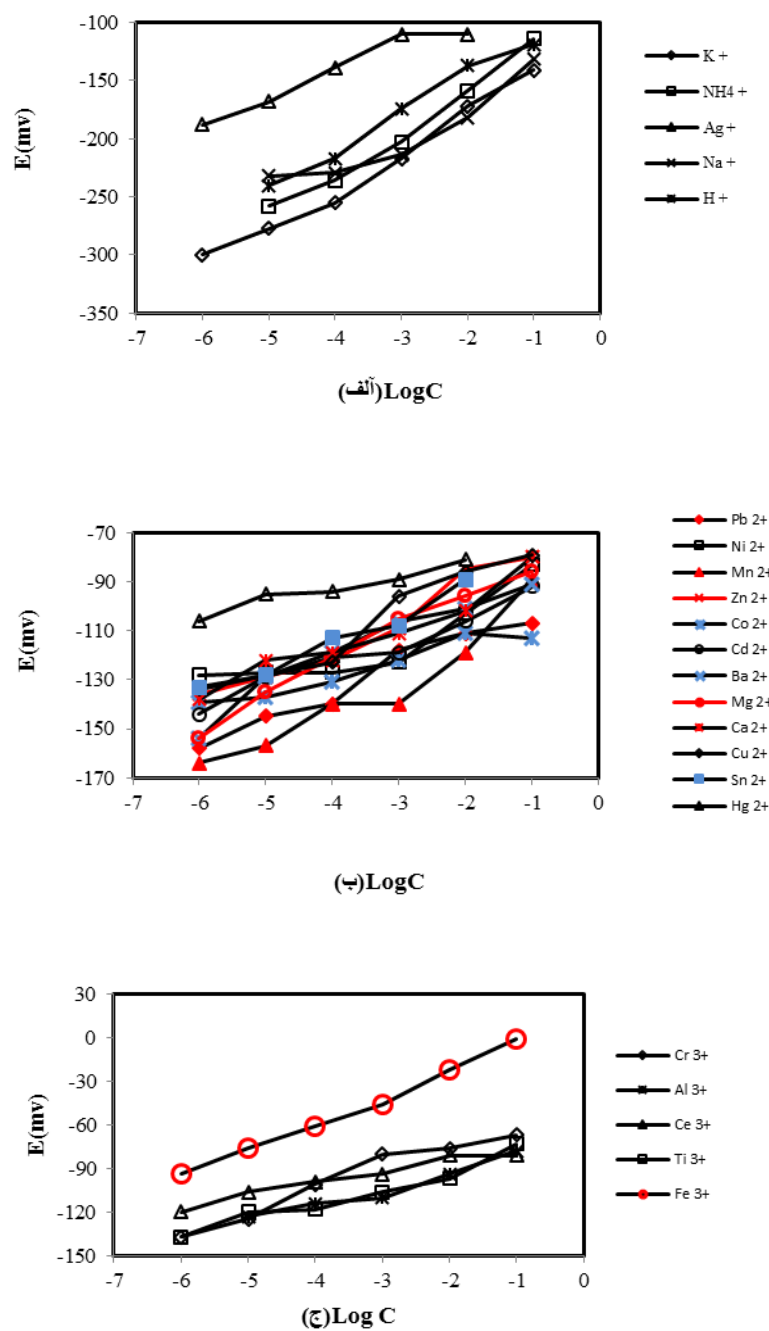 -100
-150
-200
-250
-300
-350
E(mv)
-7 -6 -5 -4 -3 -2 -1 0
(آلف)LogC
K +
NH4 +
Ag +
Na +
H +
-70
-90
-110
-130
-150
-170
E(mv)
-7 -6 -5 -4 -3 -2 -1 0
(ب)LogC
Pb 2+
Ni 2+
Mn 2+
Zn 2+
Co 2+
Cd 2+
Ba 2+
Mg 2+
Ca 2+
Cu 2+
Sn 2+
Hg 2+
30
0
-30
-60
-90
-120
-150
E(mv)
-7 -6 -5 -4 -3 -2 -1 0
(ج)Log C
Cr 3+
Al 3+
Ce 3+
Ti 3+
Fe 3+